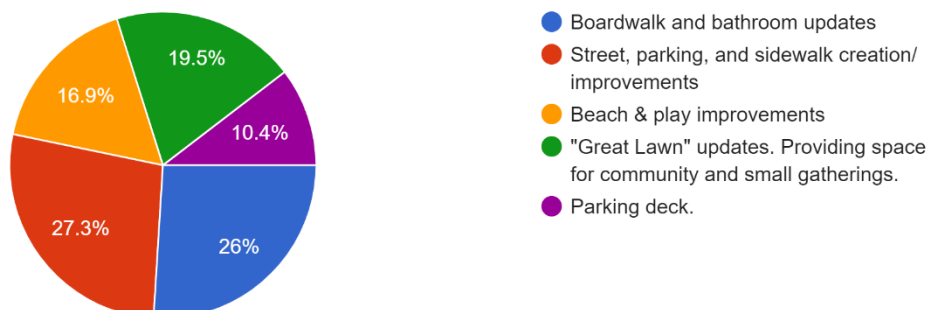 19.5%
16.9%
10.4%
27.3%
26%
Boardwalk and bathroom updates
Street, parking, and sidewalk creation/
improvements
Beach & play improvements
"Great Lawn" updates. Providing space
for community and small gatherings.
Parking deck.